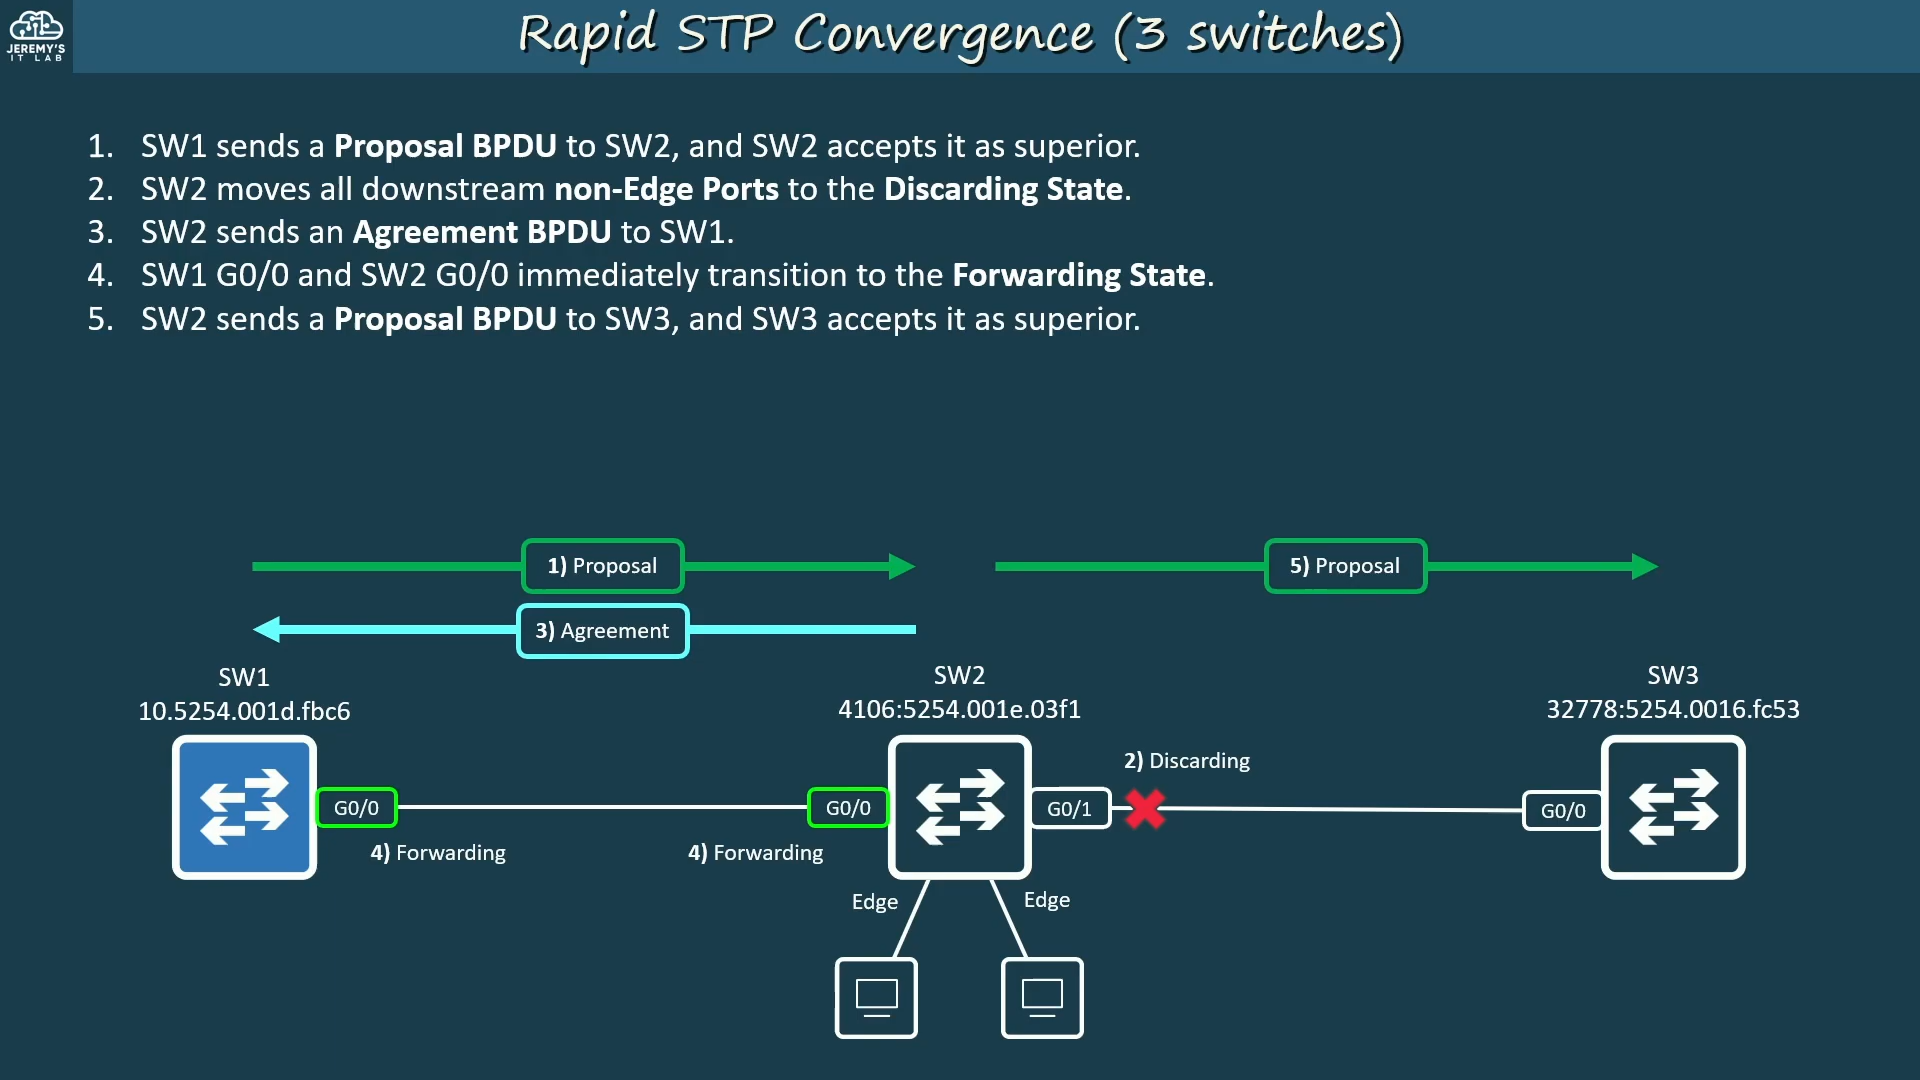 JEREMY'S
IT LAB
Rapid STP Convergence (3 switches)
1. SW1 sends a Proposal BPDU to SW2, and SW2 accepts it as superior.
2. SW2 moves all downstream non-Edge Ports to the Discarding State.
3. SW2 sends an Agreement BPDU to SW1.
4. SW1 G0/0 and SW2 G0/0 immediately transition to the Forwarding State.
5. SW2 sends a Proposal BPDU to SW3, and SW3 accepts it as superior.
1) Proposal
5) Proposal
3) Agreement
SW1
10.5254.001d.fbc6
SW2
4106:5254.001e.03f1
SW3
32778:5254.0016.fc53
2) Discarding
G0/0
G0/0
G0/1
G0/0
4) Forwarding
4) Forwarding
Edge
Edge